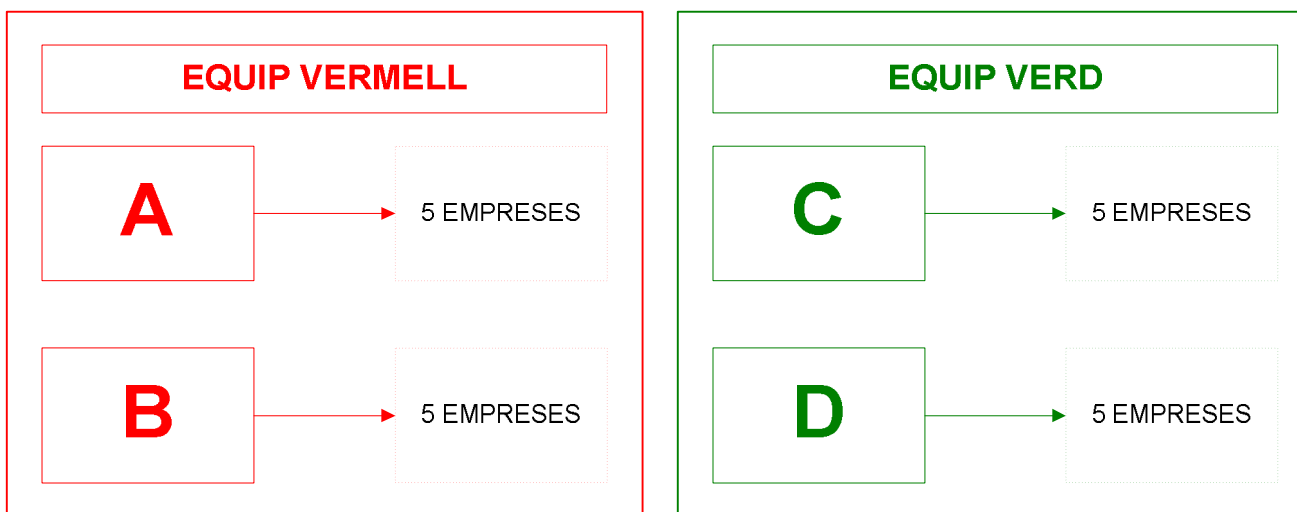 EQUIP VERMELL
A
5 EMPRESES
B
5 EMPRESES
EQUIP VERD
C
5 EMPRESES
D
5 EMPRESES